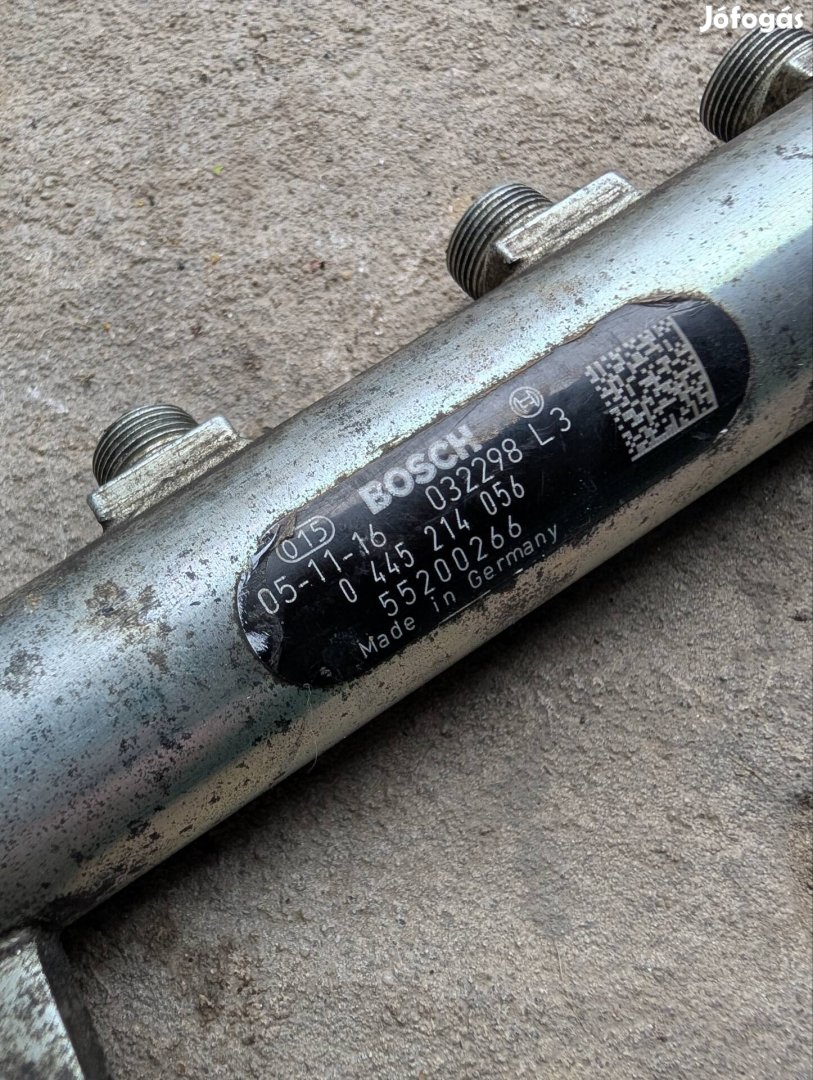 Jófogás
015 BOSCH
05-11-16 032298 L3
0 445 214 056
55200266
Made in Germany